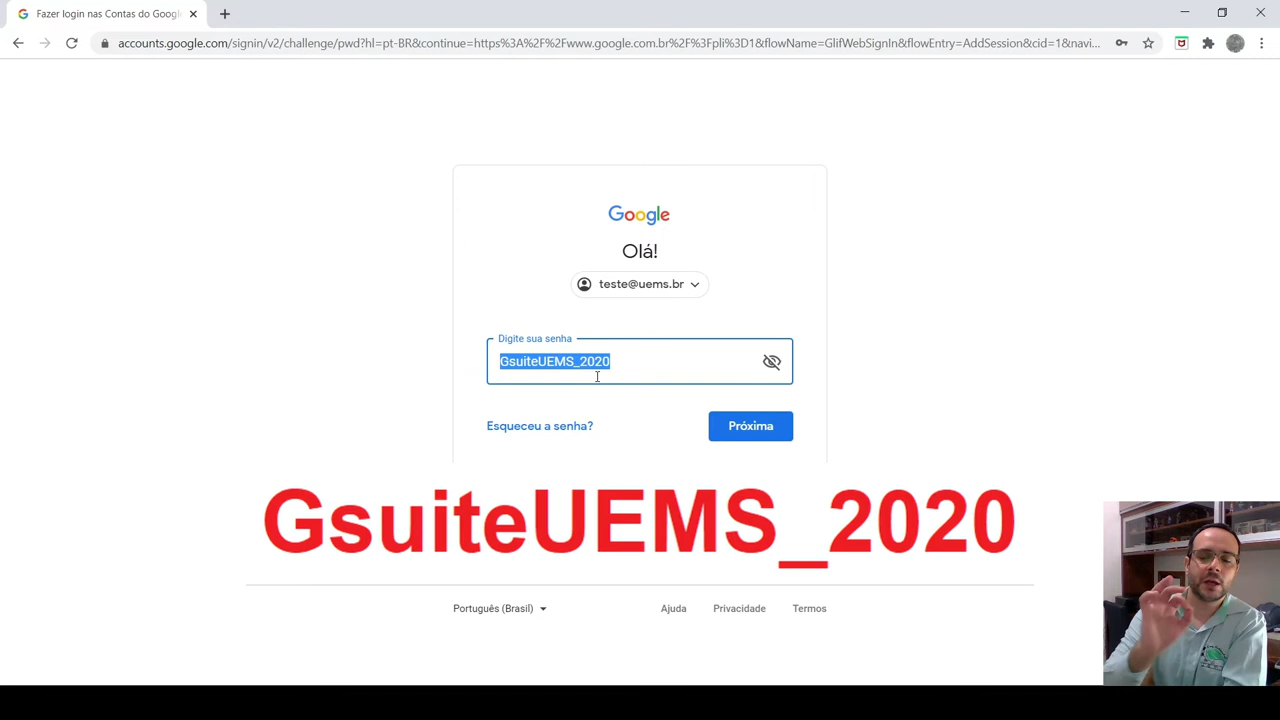 Fazer login nas Contas do Googl
accounts.google.com/signin/v2/challenge/pwd?hl=pt-BR&continue=https%3A%2F%2Fwww.google.com.br%2F%3Fpli%3D1&flowName=GlifWebSignIn&flowEntry=AddSession&cid=1&navi...
Google
Olá!
teste@uems.br
Digite sua senha
GsuiteUEMS_2020
Esqueceu a senha?
Próxima
GsuiteUEMS_2020
Português (Brasil)
Ajuda
Privacidade
Termos